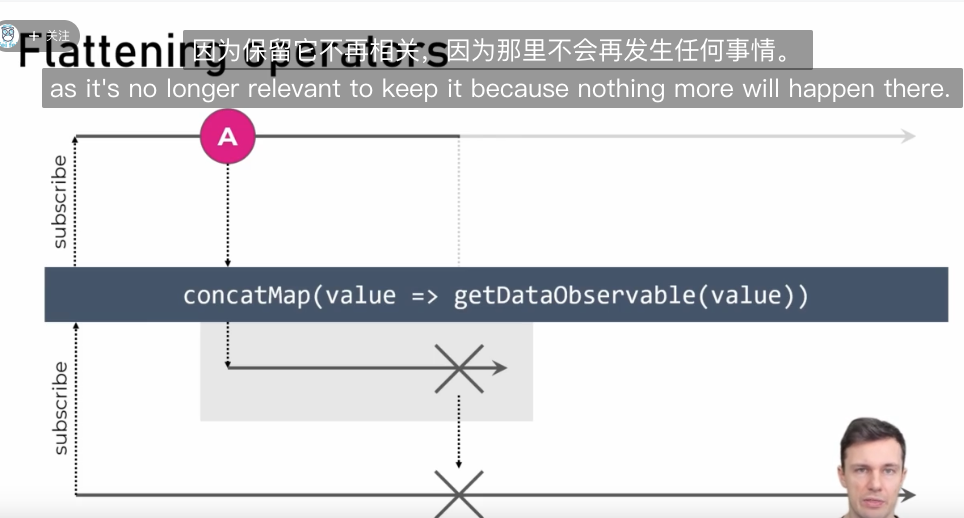 + 关注
Flattening operators
因为保留它不再相关，因为那里不会再发生任何事情。
as it's no longer relevant to keep it because nothing more will happen there.
A
subscribe
concatMap(value => getDataObservable(value))
subscribe